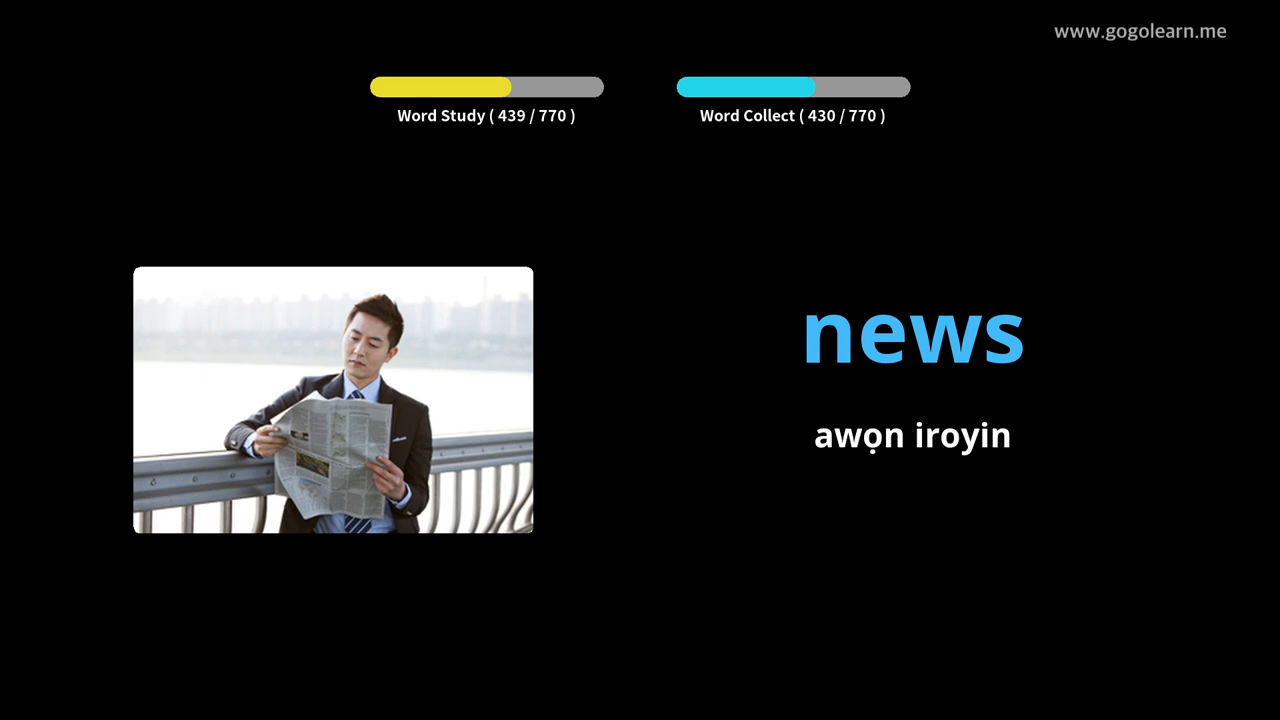 www.gogolearn.me
Word Study ( 439 / 770 )
Word Collect ( 430 / 770 )
news
awọn iroyin